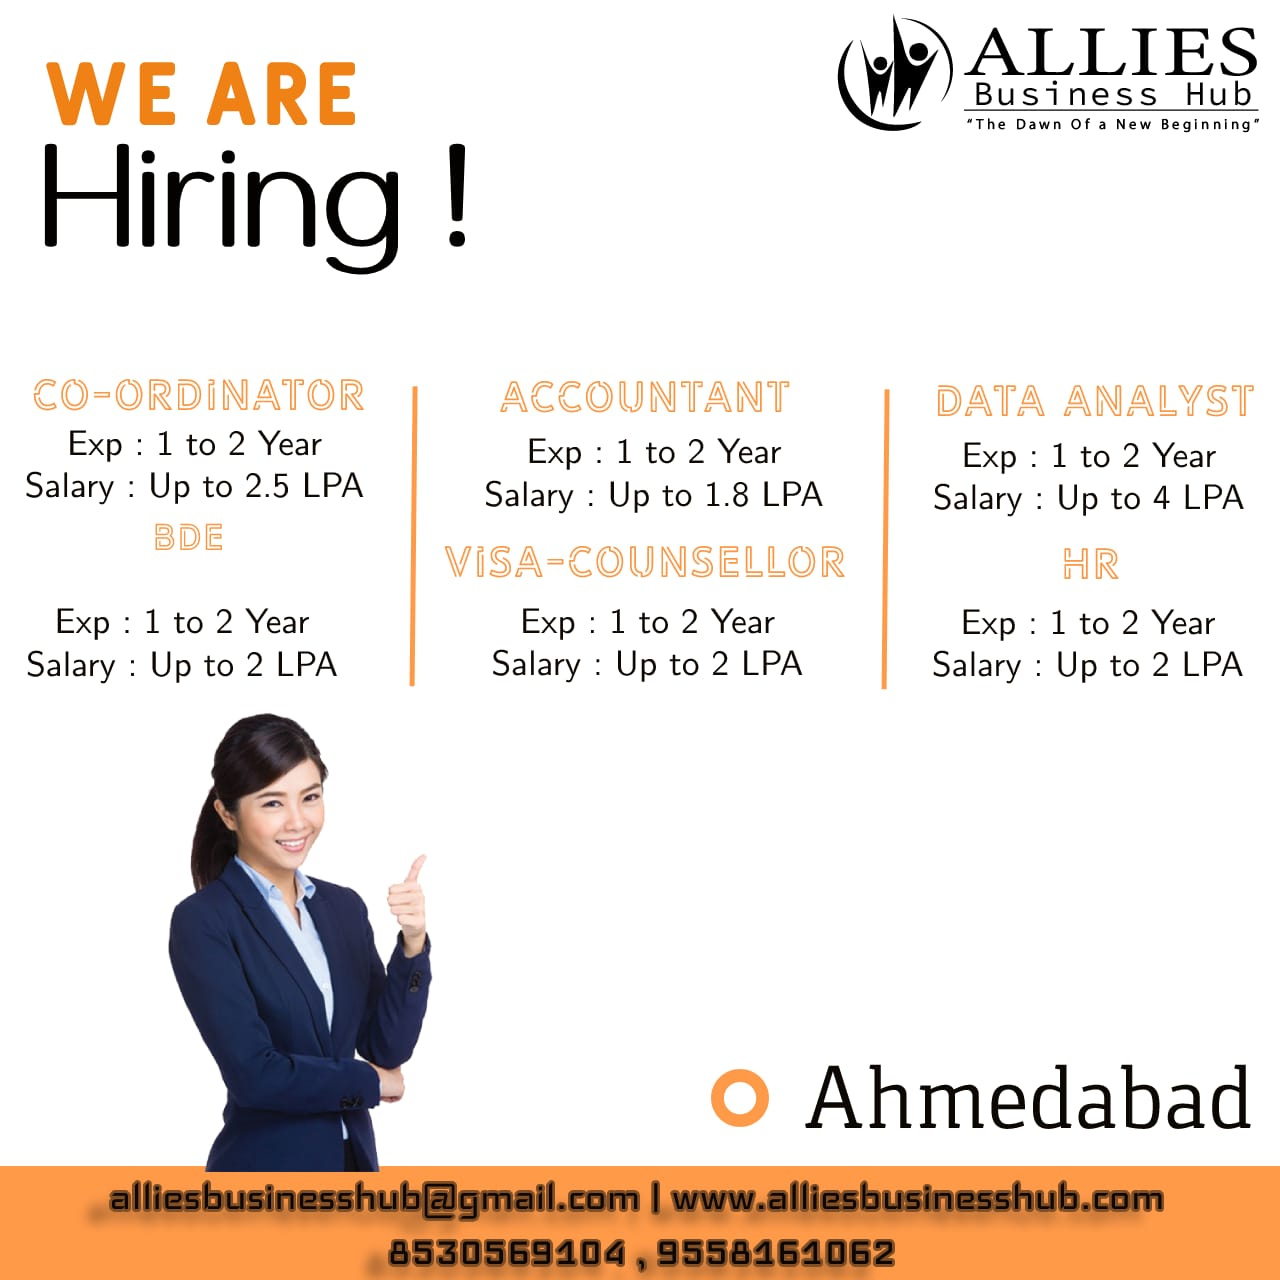 WE ARE
Hiring !
ALLIES
Business Hub
“The Dawn Of a New Beginning”
CO-ORDiNATOR
Exp : 1 to 2 Year
Salary : Up to 2.5 LPA
BDE
Exp : 1 to 2 Year
Salary : Up to 2 LPA
ACCOUNTANT
Exp : 1 to 2 Year
Salary : Up to 1.8 LPA
ViSA-COUNSELLOR
Exp : 1 to 2 Year
Salary : Up to 2 LPA
DATA ANALYST
Exp : 1 to 2 Year
Salary : Up to 4 LPA
HR
Exp : 1 to 2 Year
Salary : Up to 2 LPA
Ahmedabad
alliesbusinesshub@gmail.com | www.alliesbusinesshub.com
8530569104 , 9558161062